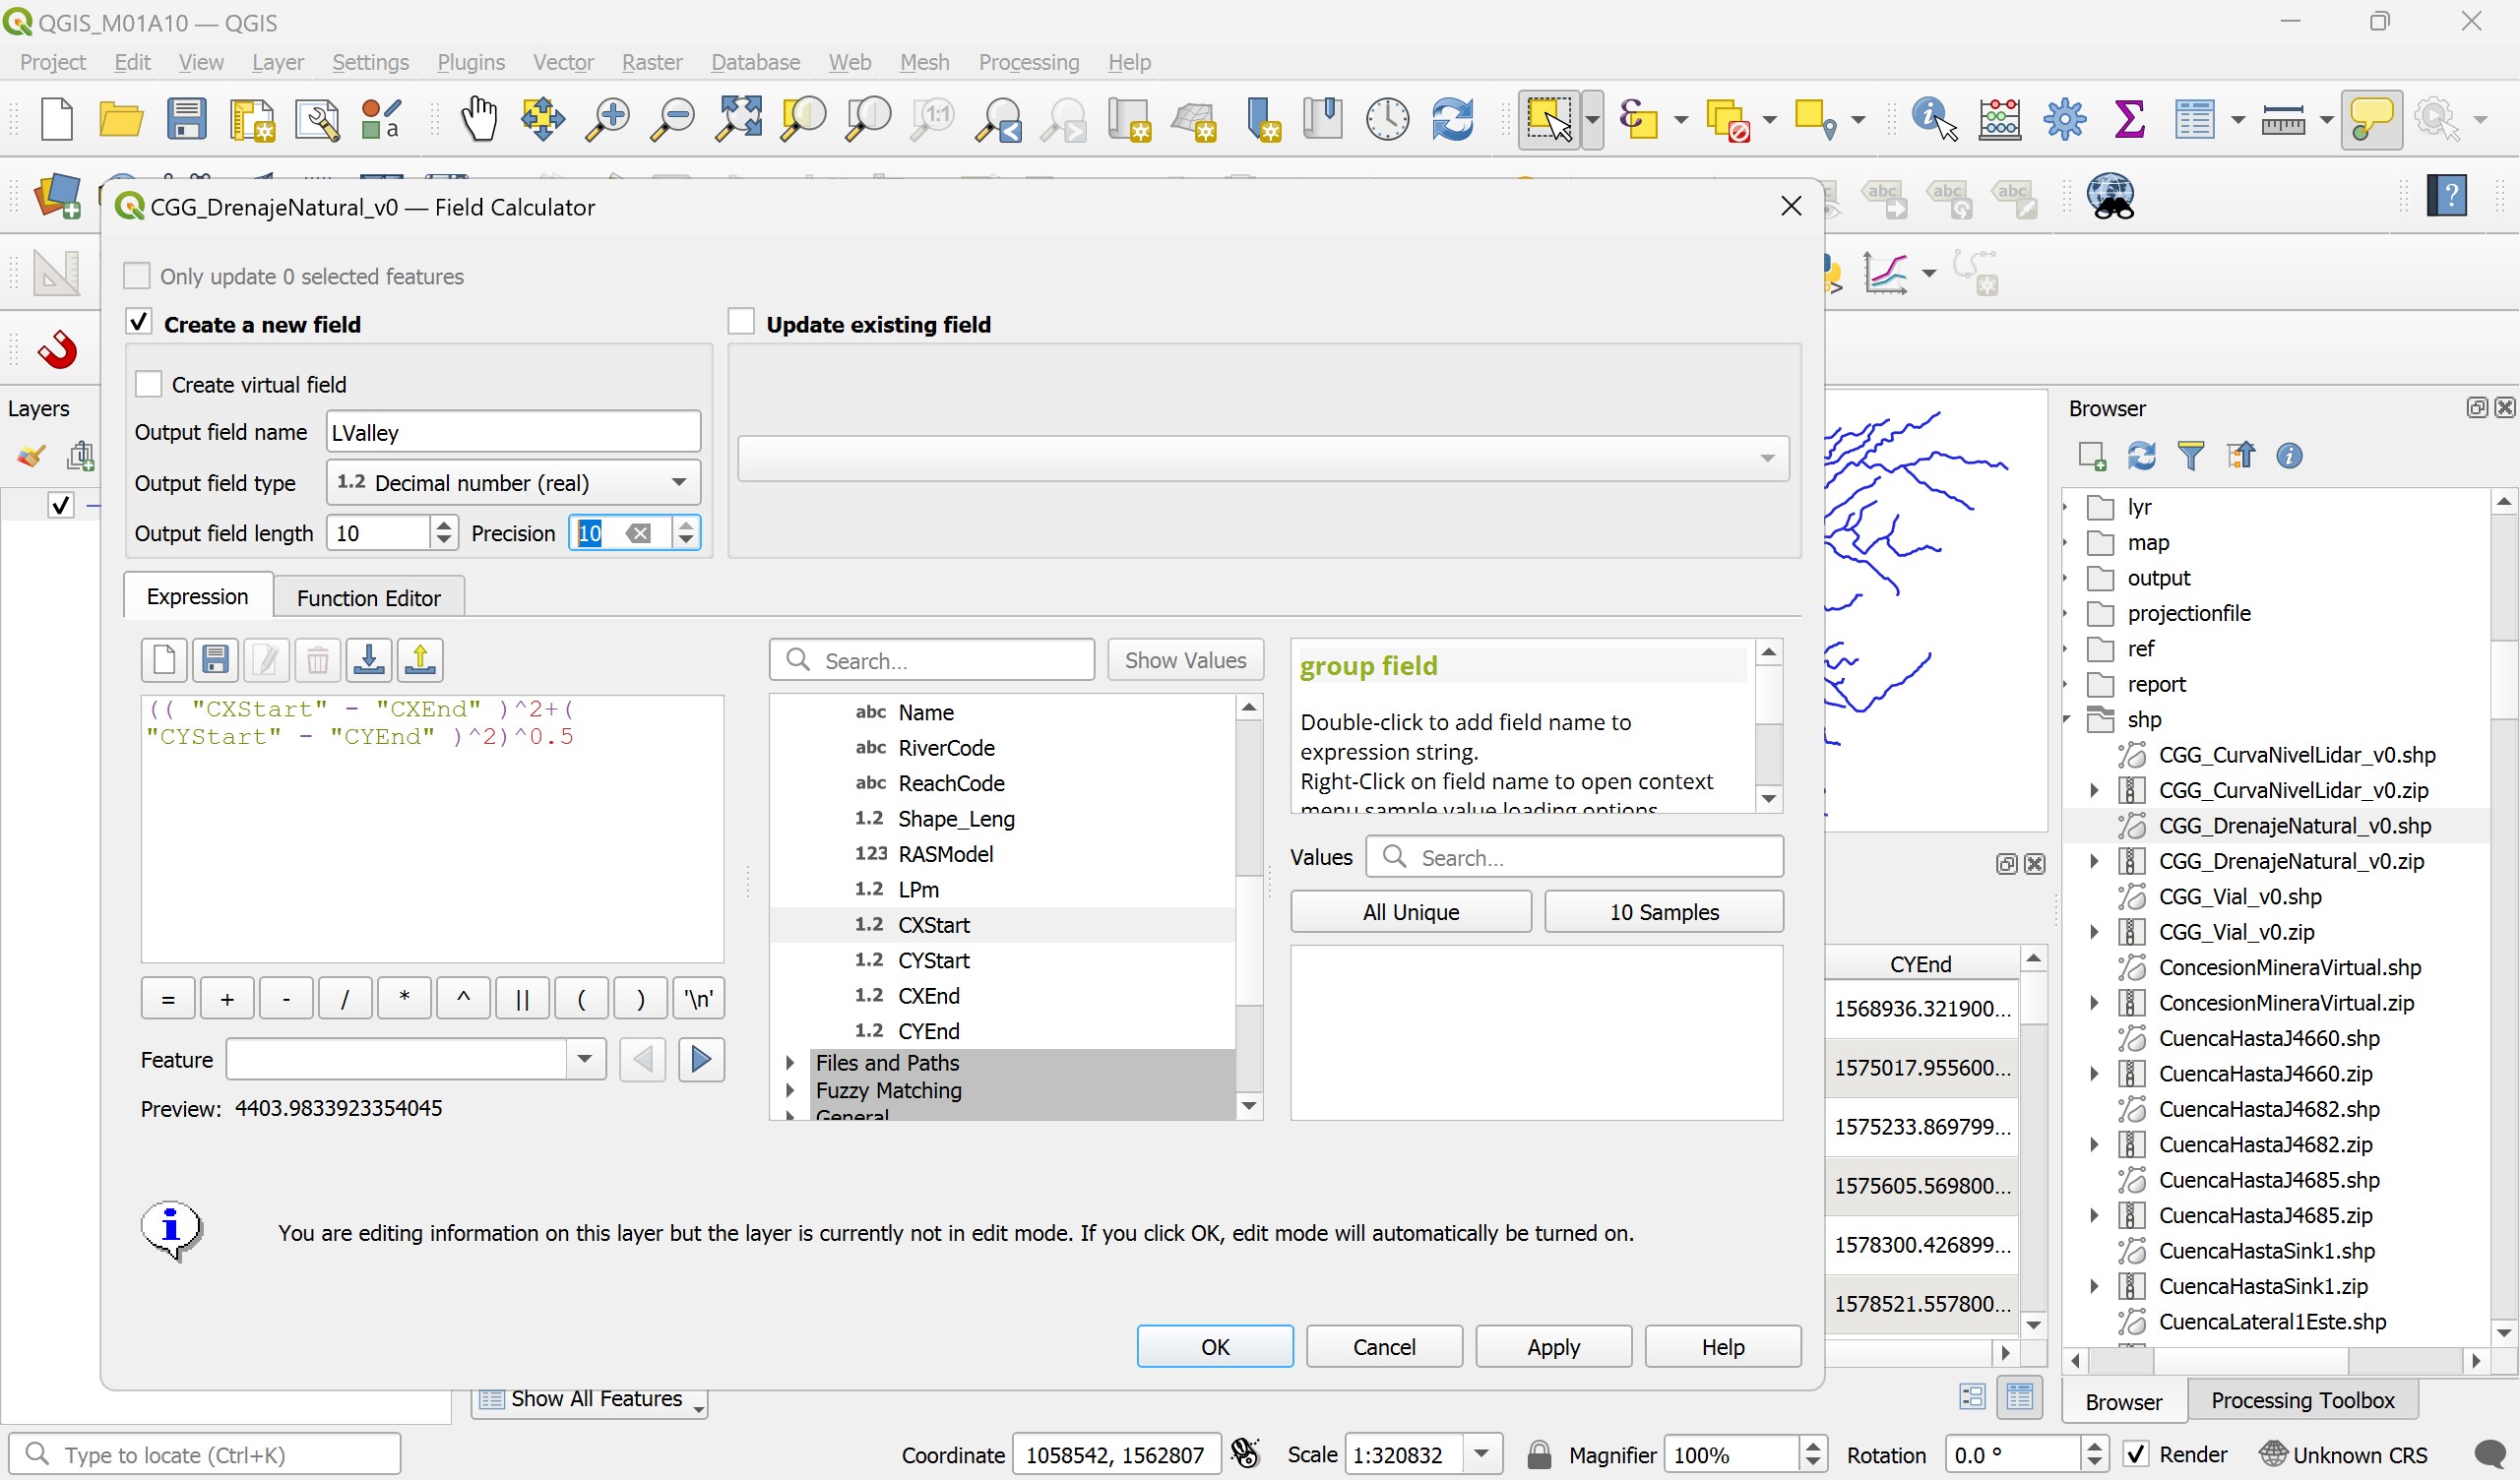 QGIS_M01A10 — QGIS
Project Edit View Layer Settings Plugins Vector Raster Database Web Mesh Processing Help
CGG_DrenajeNatural_v0 — Field Calculator
Only update 0 selected features
Create a new field
Update existing field
Create virtual field
Output field name LValley
Output field type 1.2 Decimal number (real)
Output field length 10 Precision 10
Expression Function Editor
Search... Show Values
(( "CXStart" - "CXEnd" )^2+(
"CYStart" - "CYEnd" )^2)^0.5
= + - / * ^ || ( ) '\n'
Feature
Preview: 4403.9833923354045
abc Name
abc RiverCode
abc ReachCode
1.2 Shape_Leng
123 RASModel
1.2 LPm
1.2 CXStart
1.2 CYStart
1.2 CXEnd
1.2 CYEnd
Files and Paths
Fuzzy Matching
General
group field
Double-click to add field name to
expression string.
Right-Click on field name to open context
menu sample value loading options.
Values Search...
All Unique 10 Samples
You are editing information on this layer but the layer is currently not in edit mode. If you click OK, edit mode will automatically be turned on.
OK Cancel Apply Help
Layers
CYEnd
1568936.321900...
1575017.955600...
1575233.869799...
1575605.569800...
1578300.426899...
1578521.557800...
Show All Features
Browser
lyr
map
output
projectionfile
ref
report
shp
CGG_CurvaNivelLidar_v0.shp
CGG_CurvaNivelLidar_v0.zip
CGG_DrenajeNatural_v0.shp
CGG_DrenajeNatural_v0.zip
CGG_Vial_v0.shp
CGG_Vial_v0.zip
ConcesionMineraVirtual.shp
ConcesionMineraVirtual.zip
CuencaHastaJ4660.shp
CuencaHastaJ4660.zip
CuencaHastaJ4682.shp
CuencaHastaJ4682.zip
CuencaHastaJ4685.shp
CuencaHastaJ4685.zip
CuencaHastaSink1.shp
CuencaHastaSink1.zip
CuencaLateral1Este.shp
Browser Processing Toolbox
Type to locate (Ctrl+K) Coordinate 1058542, 1562807 Scale 1:320832 Magnifier 100% Rotation 0.0 ° Render Unknown CRS